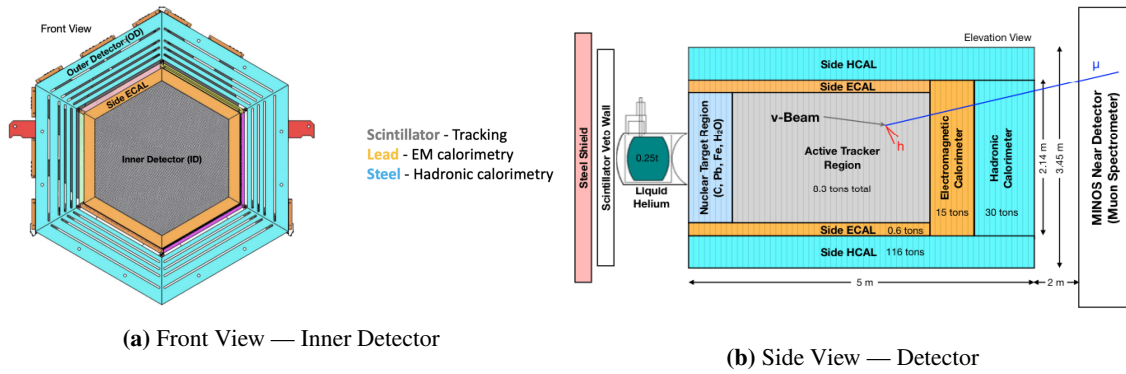 Front View
Outer Detector (OD)
Side ECAL
Inner Detector (ID)
Scintillator - Tracking
Lead - EM calorimetry
Steel - Hadronic calorimetry
(a) Front View — Inner Detector
Elevation View
Steel Shield
Scintillator Veto Wall
0.25t
Liquid
Helium
Side HCAL
Side ECAL
Nuclear Target Region
(C, Pb, Fe, H₂O)
ν-Beam
h
μ
Active Tracker
Region
8.3 tons total
Electromagnetic
Calorimeter
15 tons
Hadronic
Calorimeter
30 tons
Side ECAL 0.6 tons
Side HCAL 116 tons
2.14 m
3.45 m
5 m
2 m
MINOS Near Detector
(Muon Spectrometer)
(b) Side View — Detector